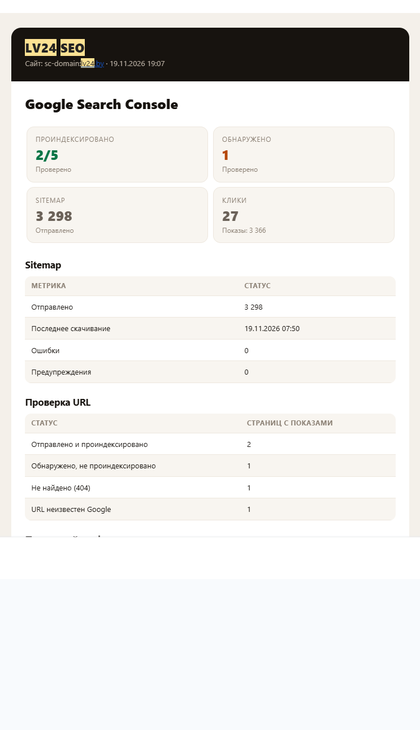 LV24 SEO
Сайт: sc-domain:lv24.by · 19.11.2026 19:07
Google Search Console
ПРОИНДЕКСИРОВАНО
2/5
Проверено
ОБНАРУЖЕНО
1
Проверено
SITEMAP
3 298
Отправлено
КЛИКИ
27
Показы: 3 366
Sitemap
МЕТРИКА СТАТУС
Отправлено 3 298
Последнее скачивание 19.11.2026 07:50
Ошибки 0
Предупреждения 0
Проверка URL
СТАТУС СТРАНИЦ С ПОКАЗАМИ
Отправлено и проиндексировано 2
Обнаружено, не проиндексировано 1
Не найдено (404) 1
URL неизвестен Google 1